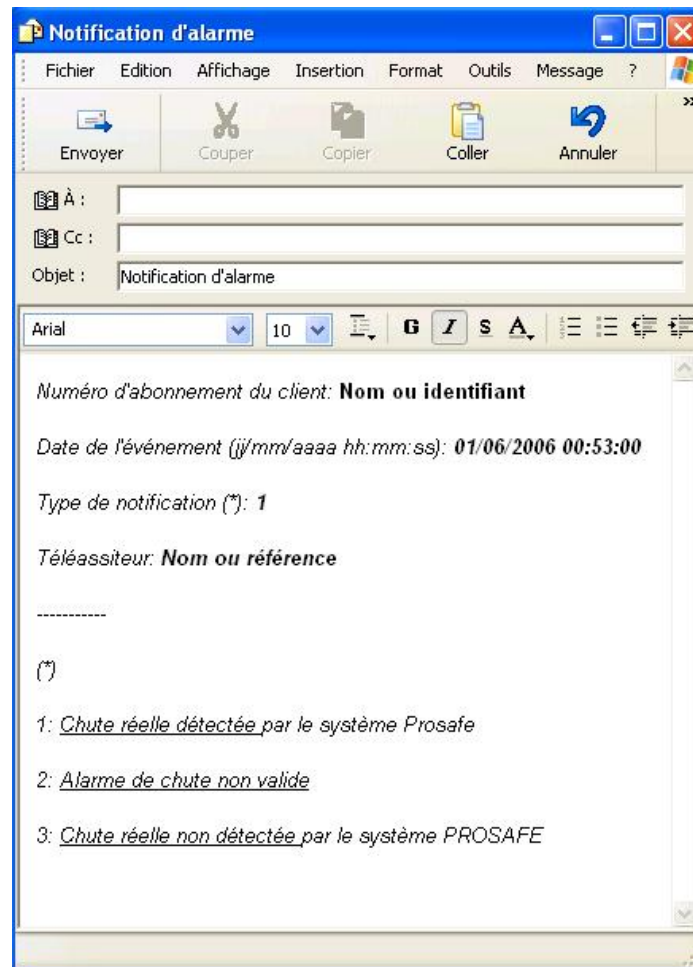 Notification d'alarme
Fichier Edition Affichage Insertion Format Outils Message ?
Envoyer Couper Copier Coller Annuler »
À :
Cc :
Objet : Notification d'alarme
Arial 10 G I S A
Numéro d'abonnement du client: Nom ou identifiant
Date de l'événement (jj/mm/aaaa hh:mm:ss): 01/06/2006 00:53:00
Type de notification (*): 1
Téléassiteur: Nom ou référence
-----------
(*)
1: Chute réelle détectée par le système Prosafe
2: Alarme de chute non valide
3: Chute réelle non détectée par le système PROSAFE